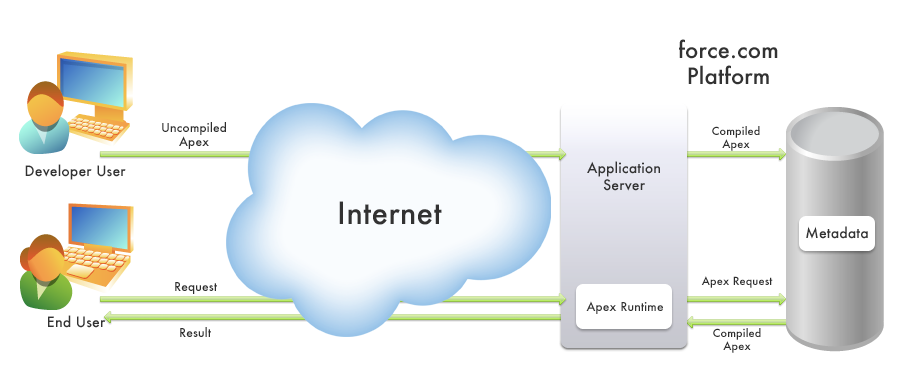 force.com
Platform
Uncompiled
Apex
Compiled
Apex
Developer User
Application
Server
Internet
Metadata
Request
Apex Request
Apex Runtime
End User
Result
Compiled
Apex